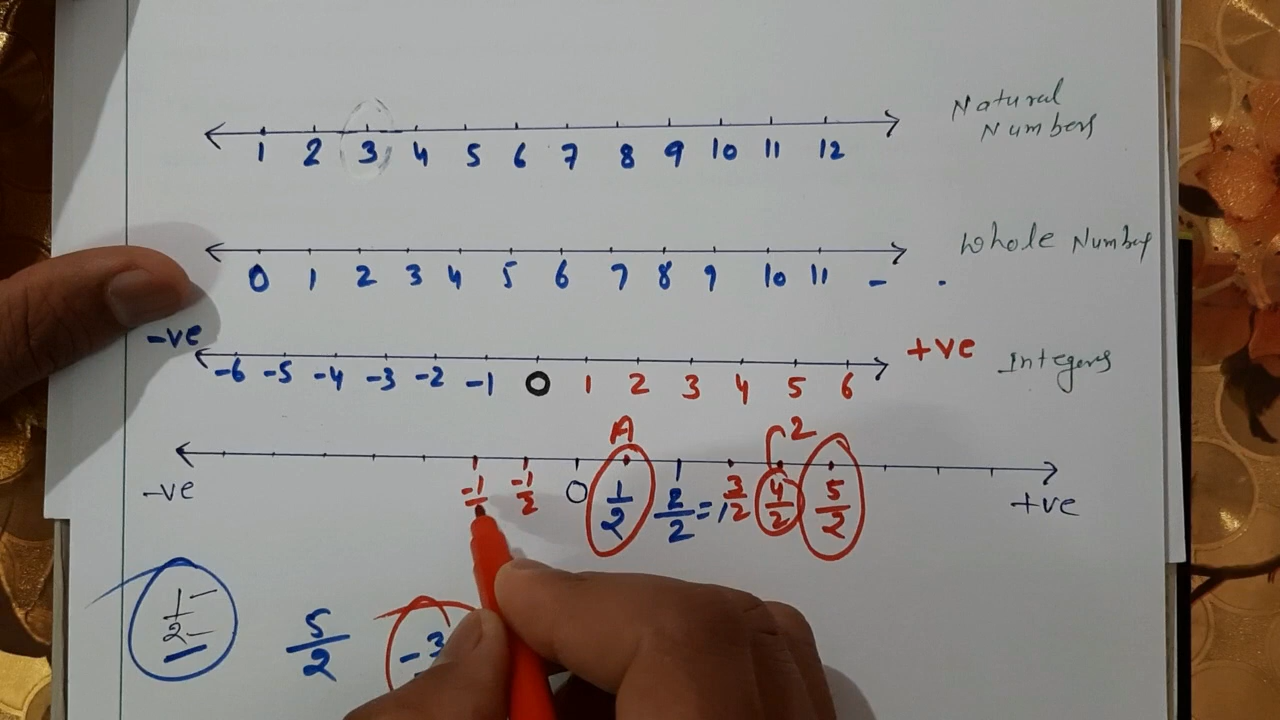 Natural
Numbers
1 2 3 4 5 6 7 8 9 10 11 12
Whole Number
0 1 2 3 4 5 6 7 8 9 10 11 - .
-ve +ve Integers
-6 -5 -4 -3 -2 -1 0 1 2 3 4 5 6
A 2
-ve -1/2 0 1/2 2/2=1 3/2 4/2 5/2 +ve
1/2 5/2 -3